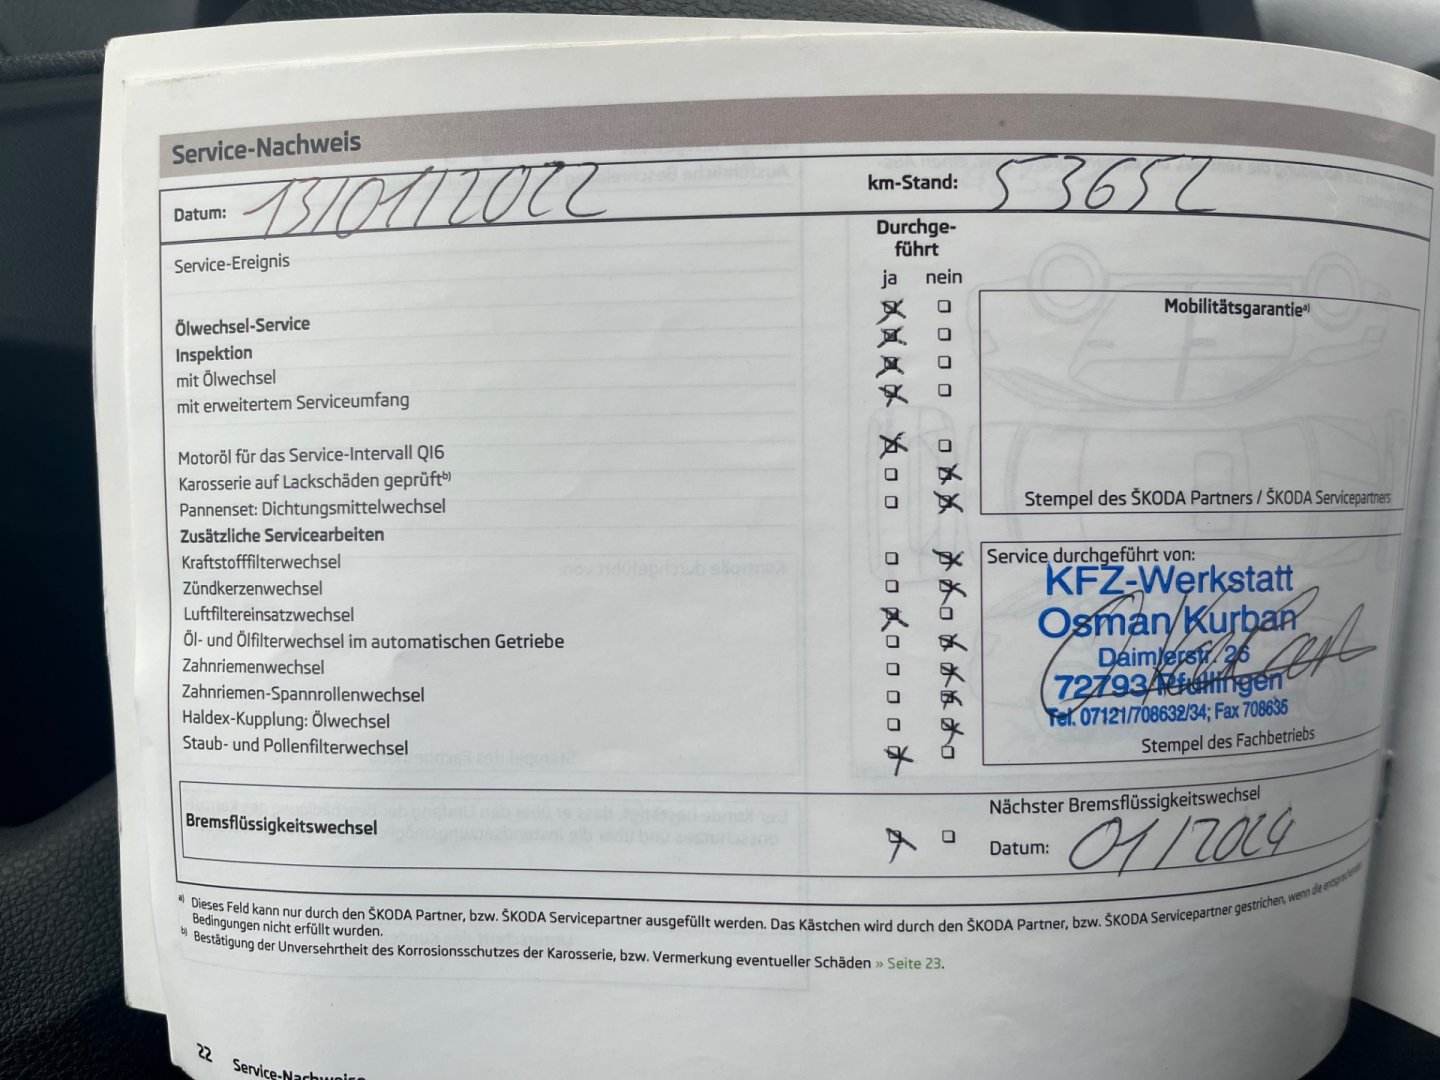 Service-Nachweis
Datum: 13/01/2022 km-Stand: 53652
Durchge-
führt
Service-Ereignis
ja nein
Mobilitätsgarantieᵃ⁾
Ölwechsel-Service
Inspektion
mit Ölwechsel
mit erweitertem Serviceumfang
Motoröl für das Service-Intervall QI6
Karosserie auf Lackschäden geprüftᵇ⁾
Stempel des ŠKODA Partners / ŠKODA Servicepartners
Pannenset: Dichtungsmittelwechsel
Zusätzliche Servicearbeiten
Kraftstofffilterwechsel
Zündkerzenwechsel
Luftfiltereinsatzwechsel
Öl- und Ölfilterwechsel im automatischen Getriebe
Zahnriemenwechsel
Zahnriemen-Spannrollenwechsel
Haldex-Kupplung: Ölwechsel
Staub- und Pollenfilterwechsel
Service durchgeführt von:
KFZ-Werkstatt
Osman Kurban
Daimlerstr. 26
72793 Pfullingen
Tel. 07121/708632/34; Fax 708635
Stempel des Fachbetriebs
Bremsflüssigkeitswechsel
Nächster Bremsflüssigkeitswechsel
Datum: 01/2024
ᵃ⁾ Dieses Feld kann nur durch den ŠKODA Partner, bzw. ŠKODA Servicepartner ausgefüllt werden. Das Kästchen wird durch den ŠKODA Partner, bzw. ŠKODA Servicepartner gestrichen, wenn die entsprechenden
Bedingungen nicht erfüllt wurden.
ᵇ⁾ Bestätigung der Unversehrtheit des Korrosionsschutzes der Karosserie, bzw. Vermerkung eventueller Schäden » Seite 23.
22 Service-Nachweise